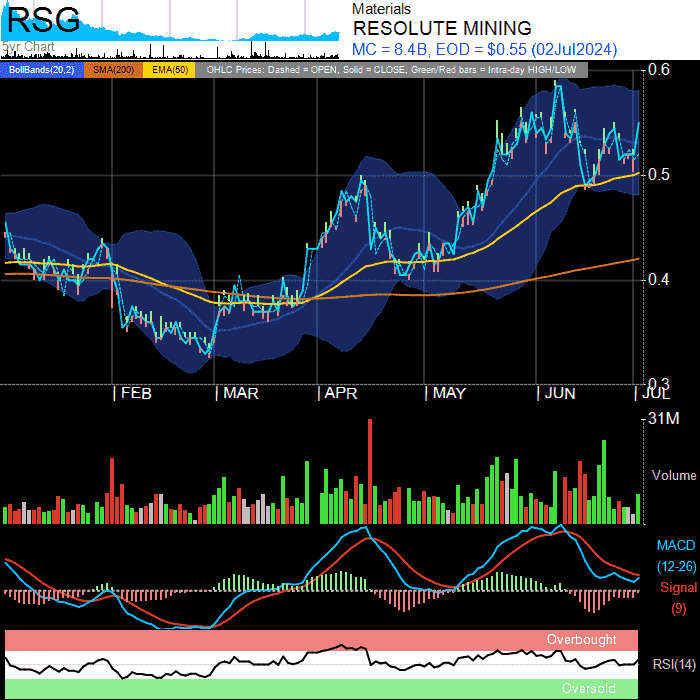 RSG
5yr Chart
Materials
RESOLUTE MINING
MC = 8.4B, EOD = $0.55 (02Jul2024)
BollBands(20,2) SMA(200) EMA(50) OHLC Prices: Dashed = OPEN, Solid = CLOSE, Green/Red bars = Intra-day HIGH/LOW
0.6
0.5
0.4
0.3
FEB MAR APR MAY JUN JUL
31M
Volume
MACD
(12-26)
Signal
(9)
Overbought
RSI(14)
Oversold